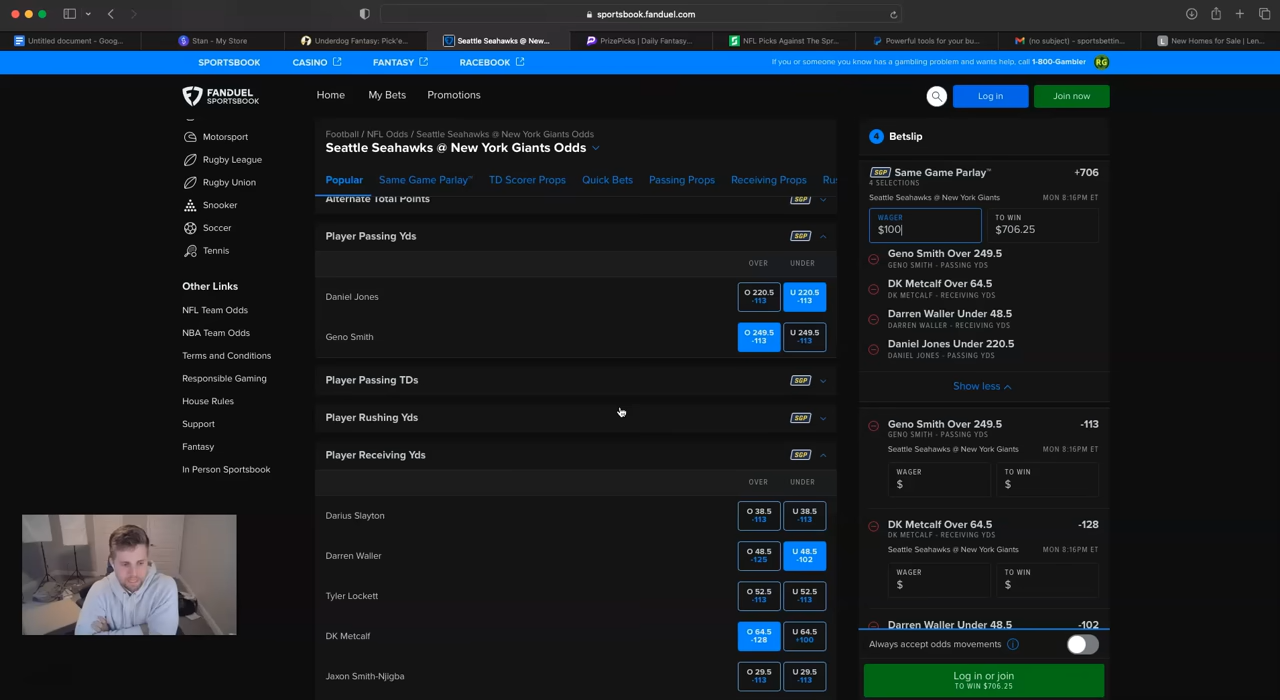 sportsbook.fanduel.com
Untitled document - Goog...
Stan - My Store
Underdog Fantasy: Pick'e...
Seattle Seahawks @ New...
PrizePicks | Daily Fantasy...
NFL Picks Against The Spr...
Powerful tools for your bu...
(no subject) - sportsbettin...
New Homes for Sale | Len...
SPORTSBOOK CASINO FANTASY RACEBOOK
If you or someone you know has a gambling problem and wants help, call 1-800-Gambler RG
FANDUEL
SPORTSBOOK
Home My Bets Promotions
Log in
Join now
Motorsport
Rugby League
Rugby Union
Snooker
Soccer
Tennis
Other Links
NFL Team Odds
NBA Team Odds
Terms and Conditions
Responsible Gaming
House Rules
Support
Fantasy
In Person Sportsbook
Football / NFL Odds / Seattle Seahawks @ New York Giants Odds
Seattle Seahawks @ New York Giants Odds
Popular Same Game Parlay™ TD Scorer Props Quick Bets Passing Props Receiving Props Ru
Alternate Total Points SGP
Player Passing Yds SGP
OVER UNDER
Daniel Jones
O 220.5 U 220.5
-113 -113
Geno Smith
O 249.5 U 249.5
-113 -113
Player Passing TDs SGP
Player Rushing Yds SGP
Player Receiving Yds SGP
OVER UNDER
Darius Slayton
O 38.5 U 38.5
-113 -113
Darren Waller
O 48.5 U 48.5
-125 -102
Tyler Lockett
O 52.5 U 52.5
-113 -113
DK Metcalf
O 64.5 U 64.5
-128 +100
Jaxon Smith-Njigba
O 29.5 U 29.5
-113 -113
4 Betslip
SGP Same Game Parlay™ +706
4 SELECTIONS
Seattle Seahawks @ New York Giants MON 8:16PM ET
WAGER TO WIN
$100 $706.25
Geno Smith Over 249.5
GENO SMITH - PASSING YDS
DK Metcalf Over 64.5
DK METCALF - RECEIVING YDS
Darren Waller Under 48.5
DARREN WALLER - RECEIVING YDS
Daniel Jones Under 220.5
DANIEL JONES - PASSING YDS
Show less
Geno Smith Over 249.5 -113
GENO SMITH - PASSING YDS
Seattle Seahawks @ New York Giants MON 8:16PM ET
WAGER TO WIN
$ $
DK Metcalf Over 64.5 -128
DK METCALF - RECEIVING YDS
Seattle Seahawks @ New York Giants MON 8:16PM ET
WAGER TO WIN
$ $
Darren Waller Under 48.5 -102
Always accept odds movements
Log in or join
TO WIN $706.25